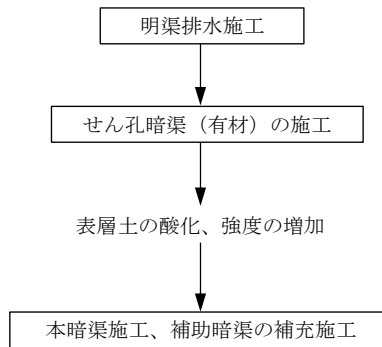 明渠排水施工
せん孔暗渠（有材）の施工
表層土の酸化、強度の増加
本暗渠施工、補助暗渠の補充施工